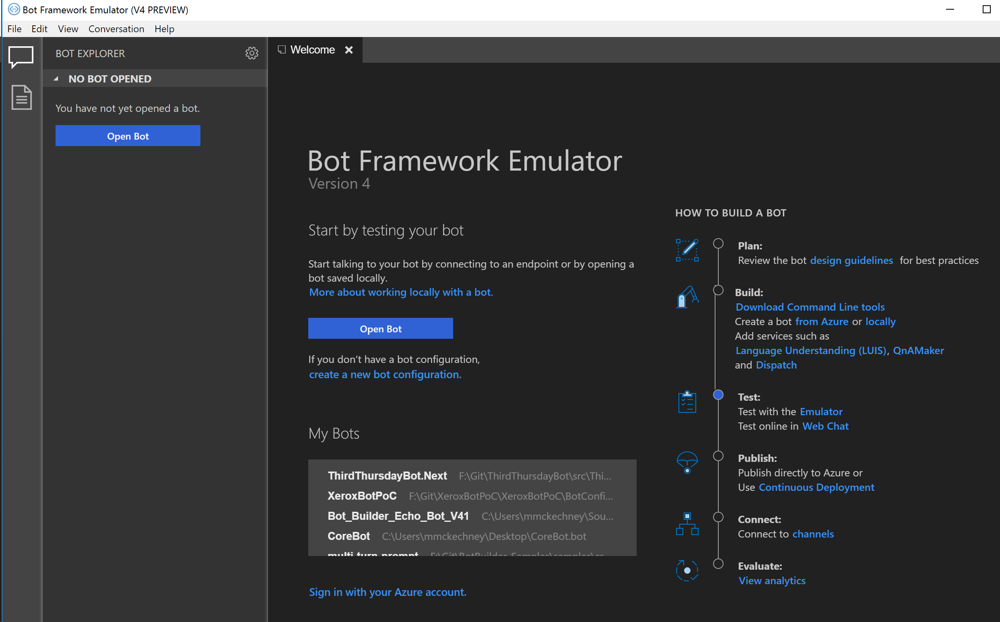 Bot Framework Emulator (V4 PREVIEW)
File Edit View Conversation Help
BOT EXPLORER
NO BOT OPENED
You have not yet opened a bot.
Open Bot
Welcome
Bot Framework Emulator
Version 4
Start by testing your bot
Start talking to your bot by connecting to an endpoint or by opening a
bot saved locally.
More about working locally with a bot.
Open Bot
If you don’t have a bot configuration,
create a new bot configuration.
My Bots
ThirdThursdayBot.Next F:\Git\ThirdThursdayBot\src\Thi...
XeroxBotPoC F:\Git\XeroxBotPoC\XeroxBotPoC\BotConfi...
Bot_Builder_Echo_Bot_V41 C:\Users\mmckechney\Sou...
CoreBot C:\Users\mmckechney\Desktop\CoreBot.bot
multi-turn-prompt F:\Git\BotBuilder-Samples\samples\cs
Sign in with your Azure account.
HOW TO BUILD A BOT
Plan:
Review the bot design guidelines for best practices
Build:
Download Command Line tools
Create a bot from Azure or locally
Add services such as
Language Understanding (LUIS), QnAMaker
and Dispatch
Test:
Test with the Emulator
Test online in Web Chat
Publish:
Publish directly to Azure or
Use Continuous Deployment
Connect:
Connect to channels
Evaluate:
View analytics